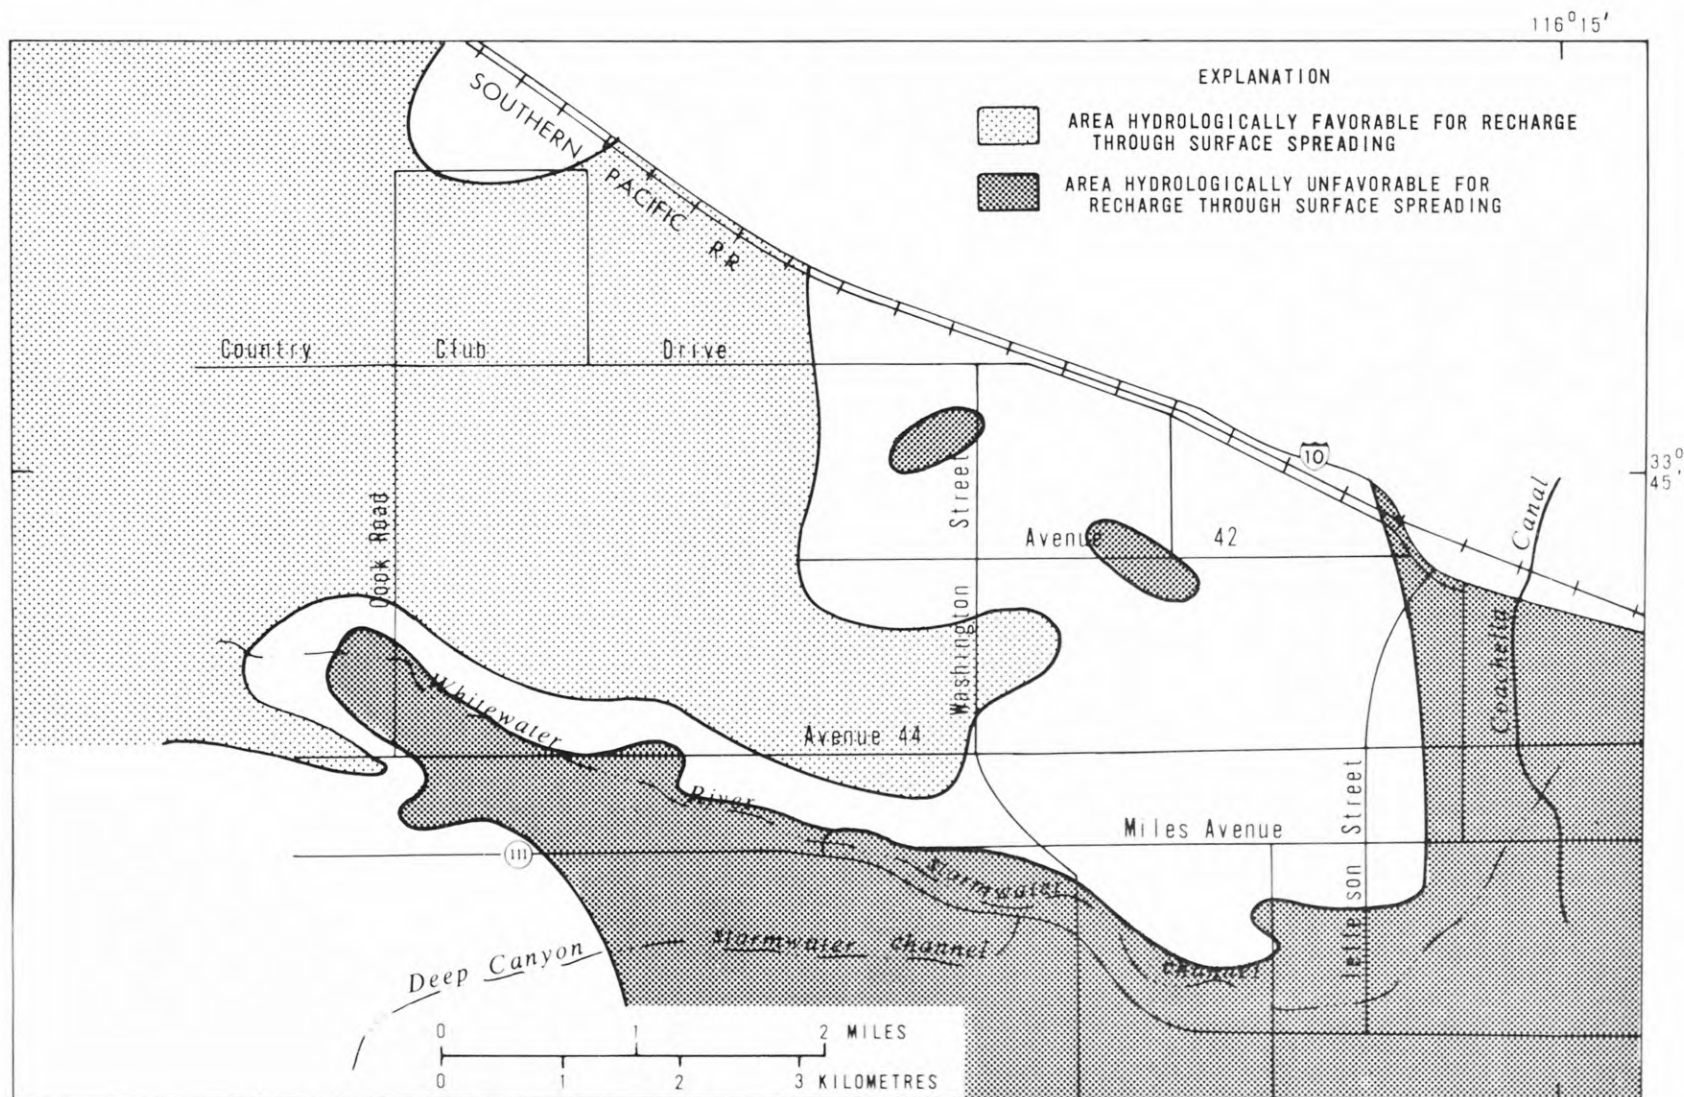 116°15'
EXPLANATION
AREA HYDROLOGICALLY FAVORABLE FOR RECHARGE
THROUGH SURFACE SPREADING
AREA HYDROLOGICALLY UNFAVORABLE FOR
RECHARGE THROUGH SURFACE SPREADING
SOUTHERN PACIFIC R R
Country Club Drive
10
33°
45'
Canal
Coachella
Cook Road
Washington Street
Avenue 42
Whitewater River
Avenue 44
Jefferson Street
Miles Avenue
111
Stormwater
channel
Deep Canyon Stormwater channel
0 1 2 MILES
0 1 2 3 KILOMETRES